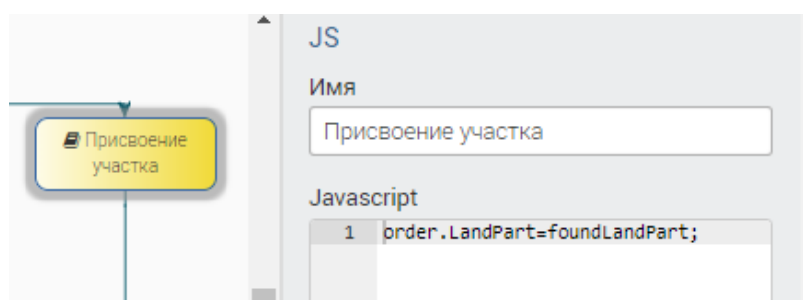 JS
Имя
Присвоение участка
Присвоение
участка
Javascript
1 order.LandPart=foundLandPart;